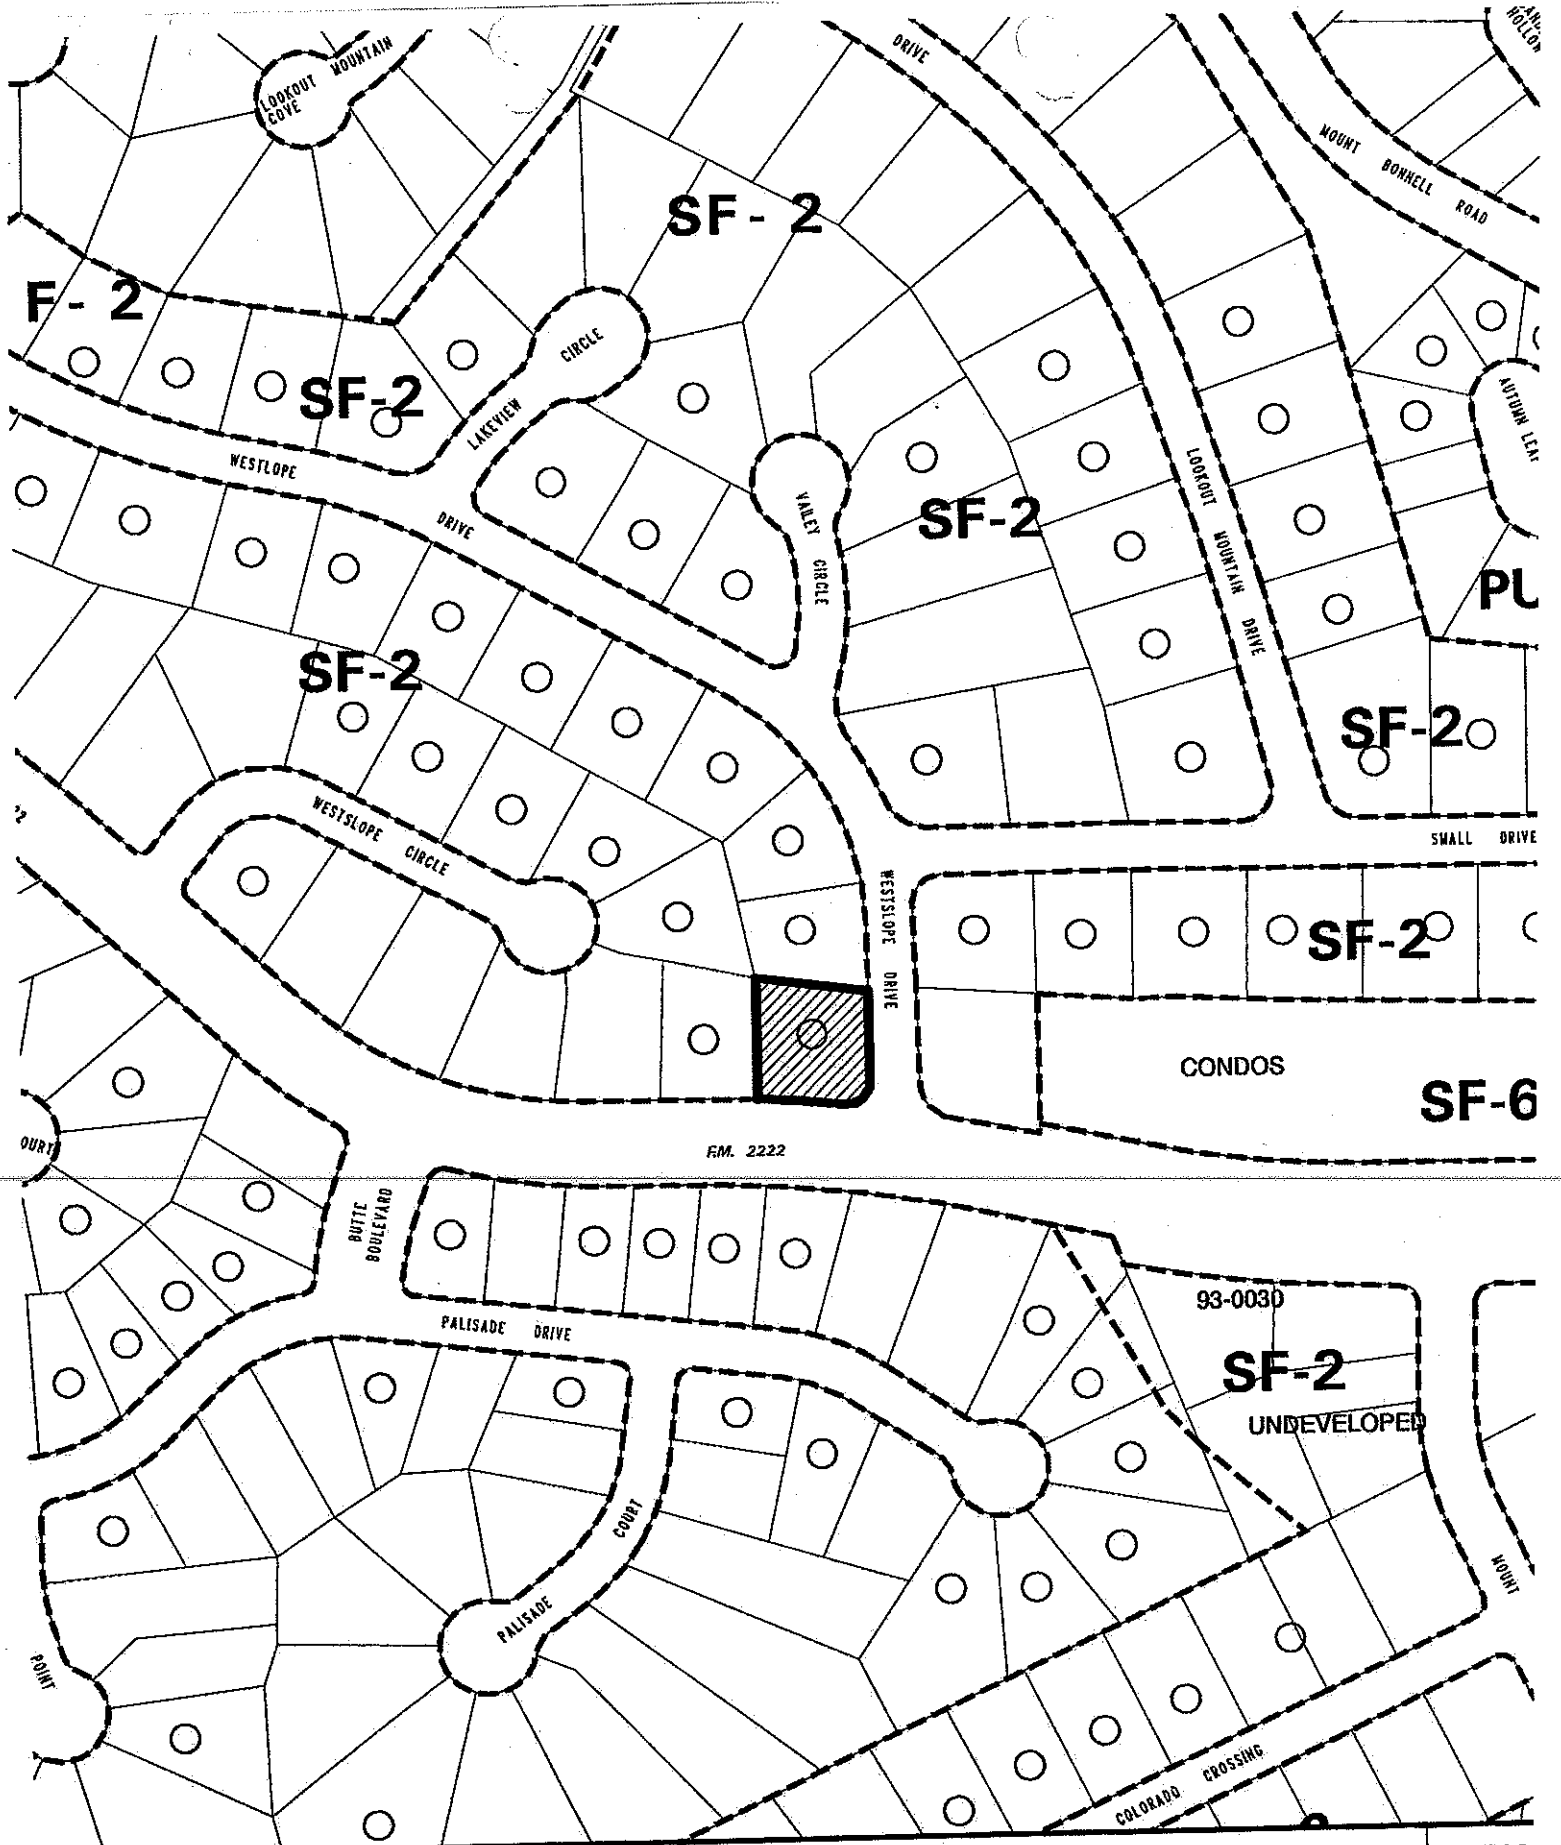 DRIVE
LOOKOUT MOUNTAIN
COVE
MOUNT BONNELL ROAD
SF- 2
F- 2
CIRCLE
SF-2
LAKEVIEW
WESTLOPE
DRIVE
AUTUMN LEAF
LOOKOUT MOUNTAIN DRIVE
VAILEY CIRCLE
SF-2
PU
SF-2
SF-2
WESTSLOPE CIRCLE
SMALL DRIVE
WESTSLOPE DRIVE
SF-2
CONDOS
SF-6
OURT
F.M. 2222
BUTTE
BOULEVARD
93-0030
PALISADE DRIVE
SF-2
UNDEVELOPED
COURT
PALISADE
MOUNT
POINT
COLORADO CROSSING